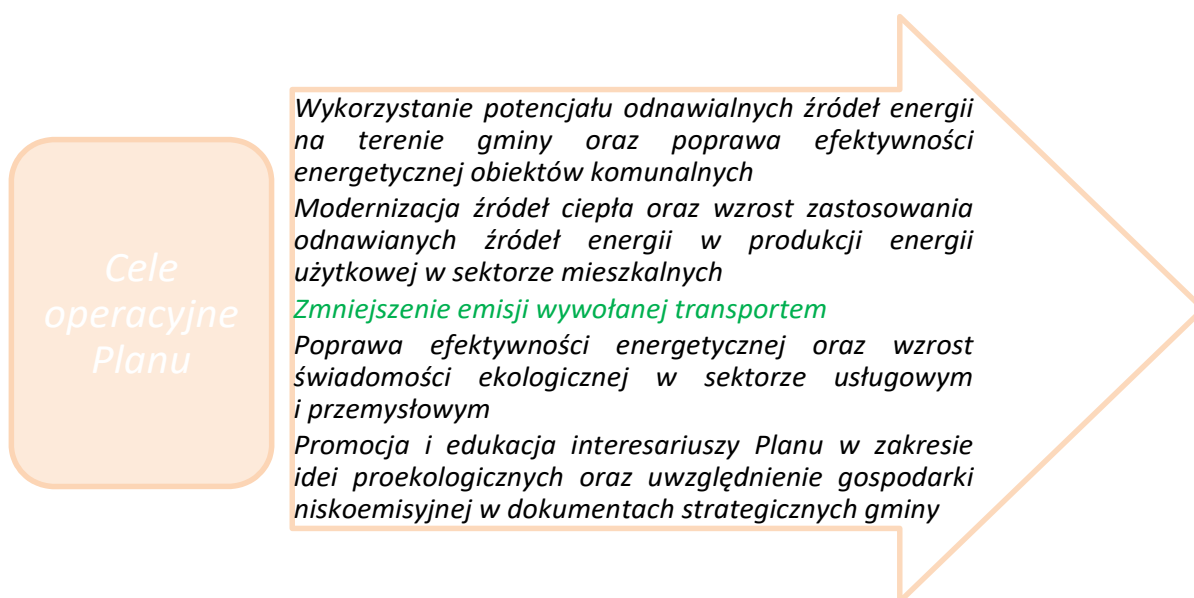 Cele
operacyjne
Planu
Wykorzystanie potencjału odnawialnych źródeł energii
na terenie gminy oraz poprawa efektywności
energetycznej obiektów komunalnych
Modernizacja źródeł ciepła oraz wzrost zastosowania
odnawianych źródeł energii w produkcji energii
użytkowej w sektorze mieszkalnych
Zmniejszenie emisji wywołanej transportem
Poprawa efektywności energetycznej oraz wzrost
świadomości ekologicznej w sektorze usługowym
i przemysłowym
Promocja i edukacja interesariuszy Planu w zakresie
idei proekologicznych oraz uwzględnienie gospodarki
niskoemisyjnej w dokumentach strategicznych gminy